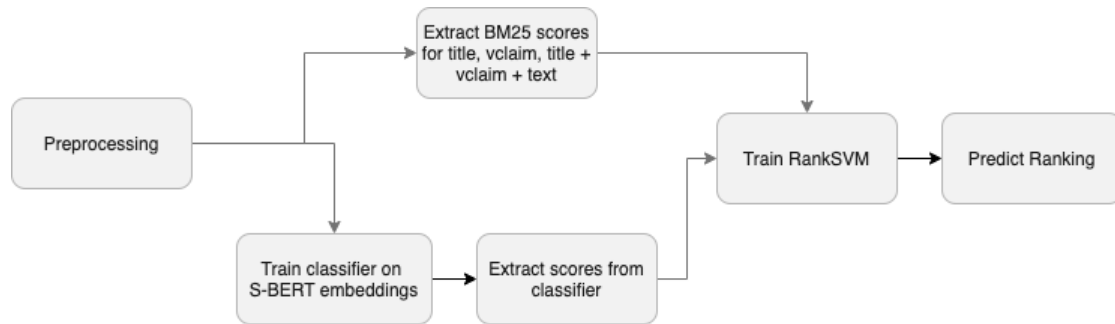 Extract BM25 scores
for title, vclaim, title +
vclaim + text
Preprocessing
Train RankSVM
Predict Ranking
Train classifier on
S-BERT embeddings
Extract scores from
classifier